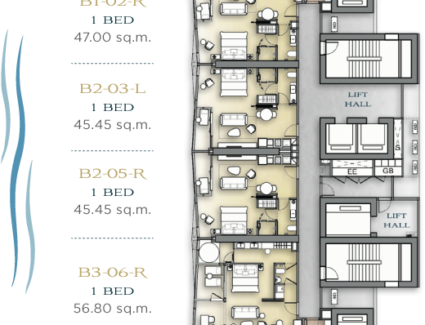 B1-02-R
1 BED
47.00 sq.m.
B2-03-L
1 BED
45.45 sq.m.
B2-05-R
1 BED
45.45 sq.m.
B3-06-R
1 BED
56.80 sq.m.
LIFT
HALL
EE
GB
LIFT
HALL